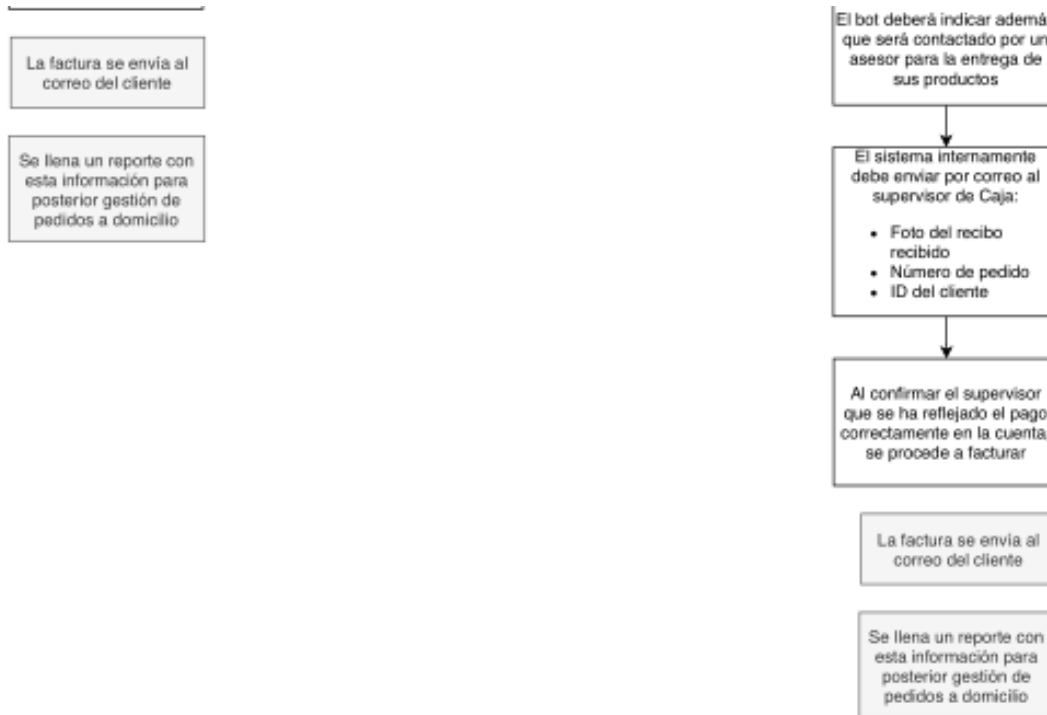 La factura se envía al
correo del cliente
Se llena un reporte con
esta información para
posterior gestión de
pedidos a domicilio
El bot deberá indicar ademá
que será contactado por un
asesor para la entrega de
sus productos
El sistema internamente
debe enviar por correo al
supervisor de Caja:
• Foto del recibo
recibido
• Número de pedido
• ID del cliente
Al confirmar el supervisor
que se ha reflejado el pago
correctamente en la cuenta,
se procede a facturar
La factura se envía al
correo del cliente
Se llena un reporte con
esta información para
posterior gestión de
pedidos a domicilio